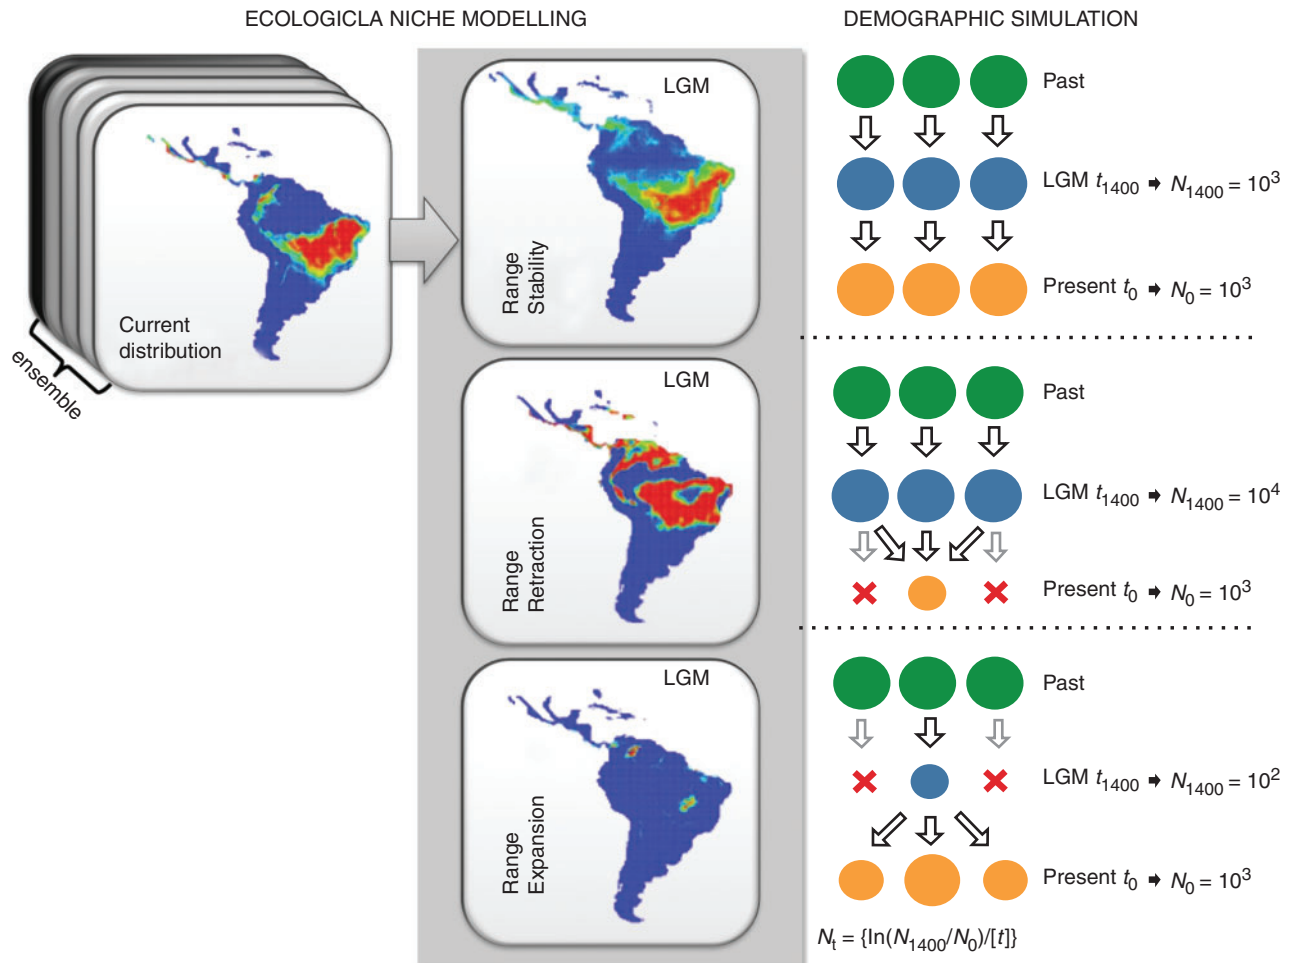 ECOLOGICLA NICHE MODELLING
DEMOGRAPHIC SIMULATION
Current
distribution
ensemble
LGM
Range
Stability
LGM
Range
Retraction
LGM
Range
Expansion
Past
LGM t1400 ➡ N1400 = 10³
Present t0 ➡ N0 = 10³
Past
LGM t1400 ➡ N1400 = 10⁴
Present t0 ➡ N0 = 10³
Past
LGM t1400 ➡ N1400 = 10²
Present t0 ➡ N0 = 10³
Nt = {ln(N1400/N0)/[t]}